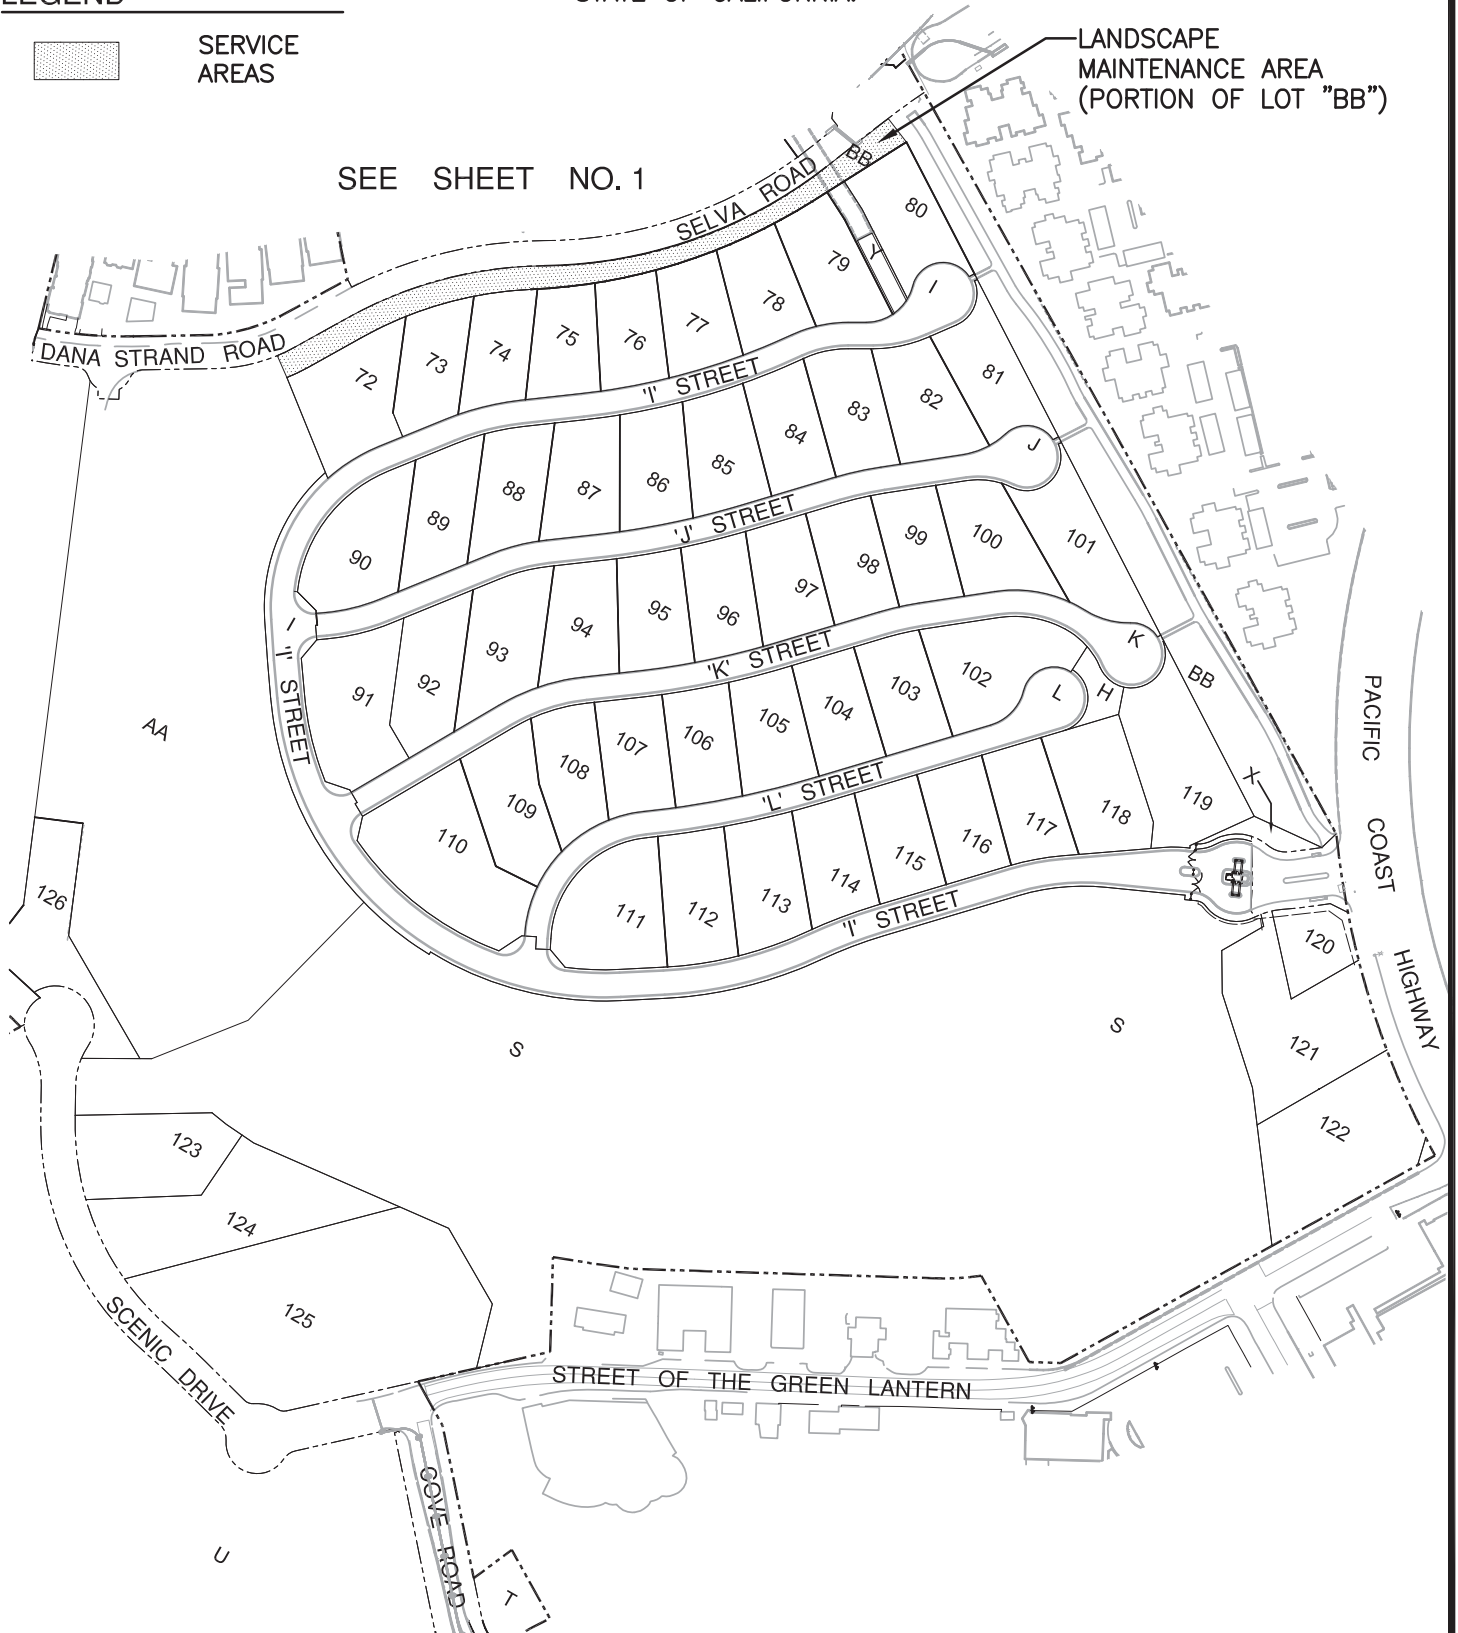 LEGEND
STATE OF CALIFORNIA.
SERVICE
AREAS
LANDSCAPE
MAINTENANCE AREA
(PORTION OF LOT "BB")
SEE SHEET NO. 1
SELVA ROAD
BB
DANA STRAND ROAD
80
79
Y
78
77
76
75
74
73
72
I
'I' STREET
81
82
83
84
85
86
87
88
89
90
J
'J' STREET
101
100
99
98
97
96
95
94
93
92
91
I
'I' STREET
K
'K' STREET
BB
H
L
102
103
104
105
106
107
108
109
110
'L' STREET
X
119
118
117
116
115
114
113
112
111
'I' STREET
AA
126
PACIFIC
COAST
HIGHWAY
120
121
122
S
S
123
124
125
SCENIC DRIVE
STREET OF THE GREEN LANTERN
COVE ROAD
U
T